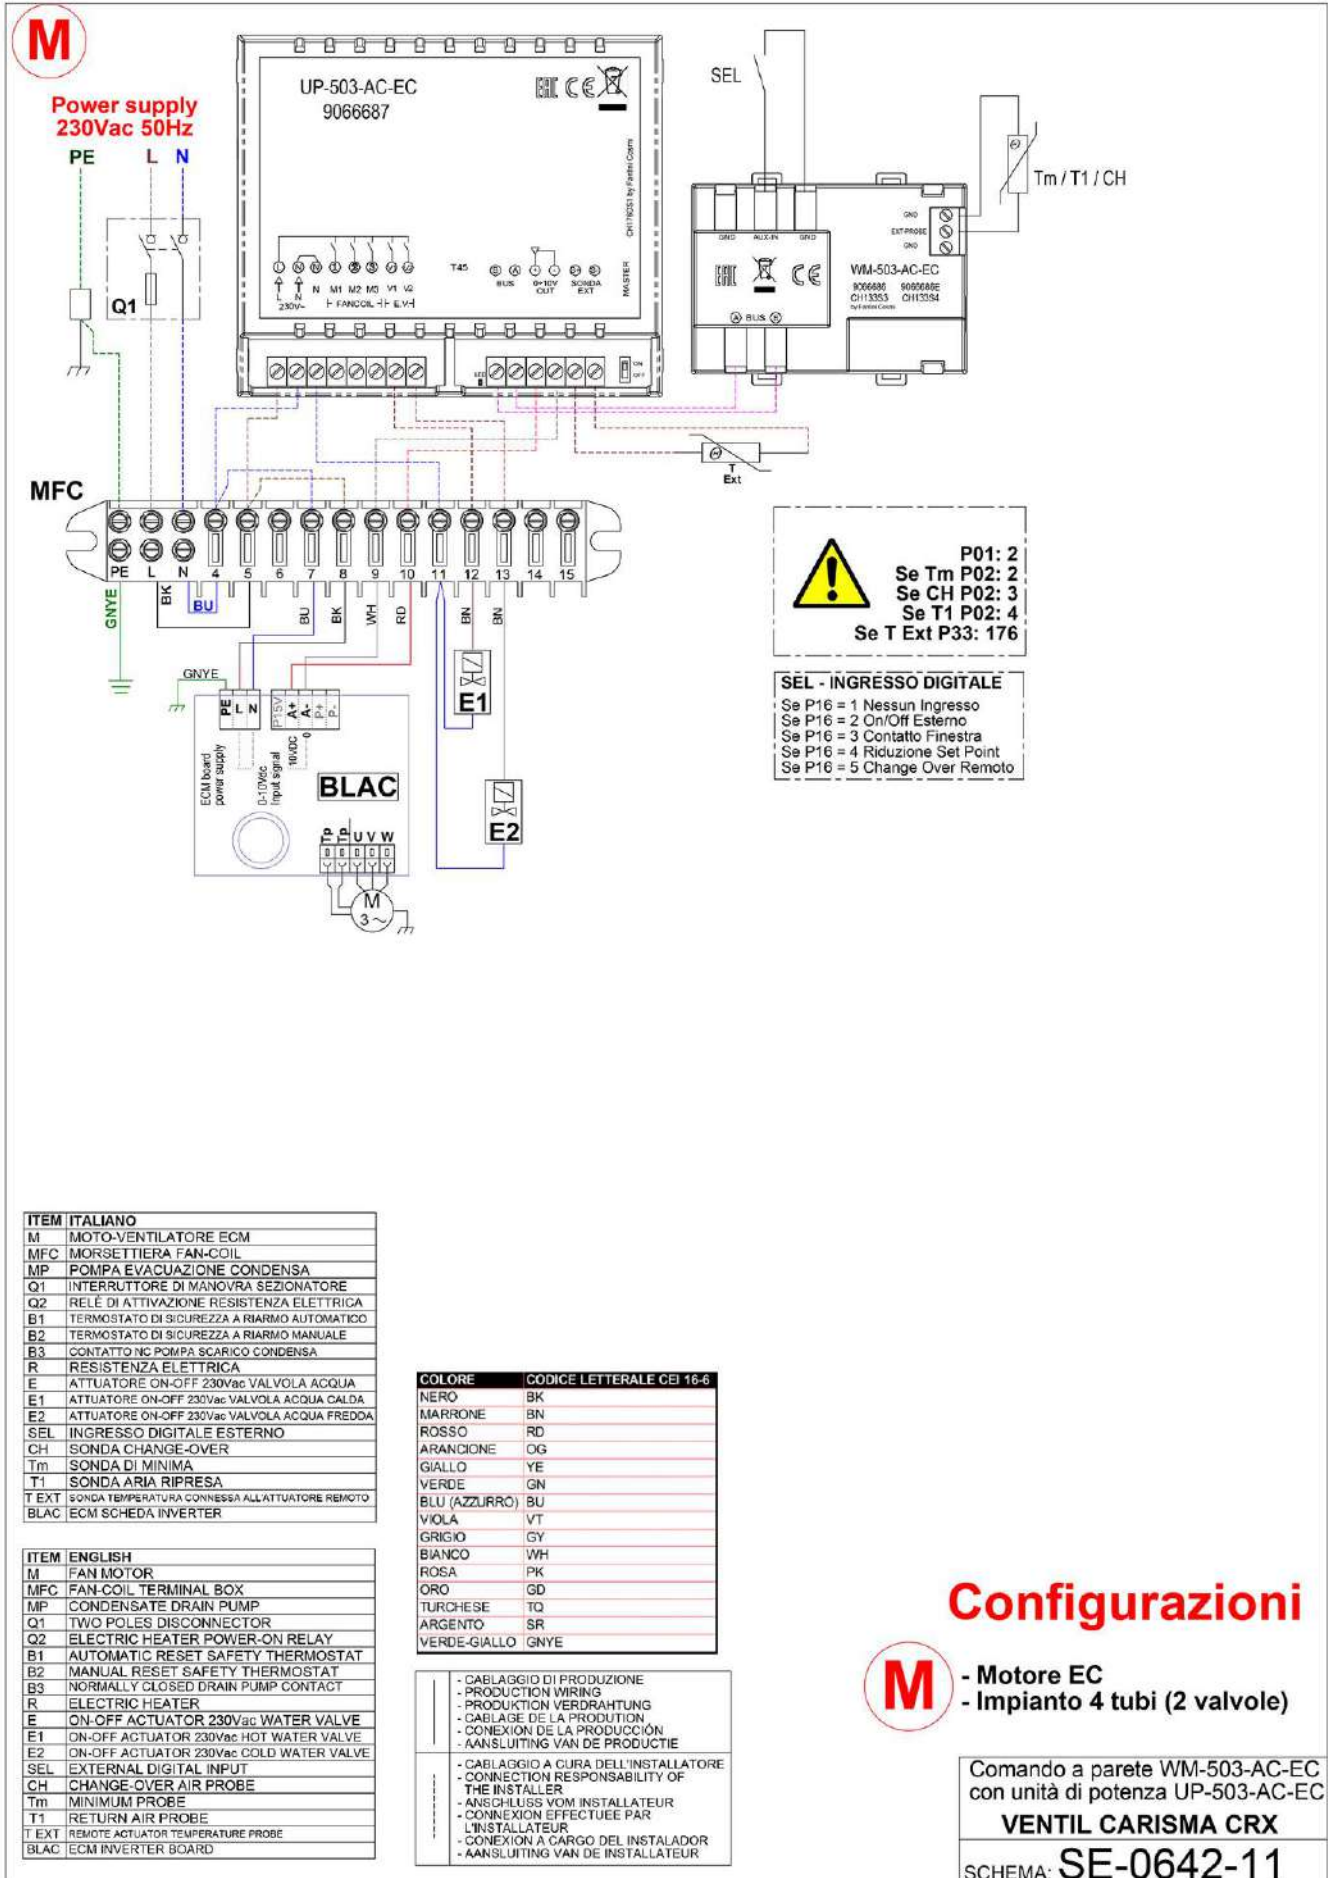 M
Power supply
230Vac 50Hz
PE L N
Q1
UP-503-AC-EC
9066687
EAC CE
CH176DS1 by Fantini Cosmi
MASTER
L N N M1 M2 M3 V1 V2
L N
230V~
FANCOIL E.V.
T45
B A
BUS
0÷10V
OUT
SONDA
EXT
LED
ON
OFF
SEL
Tm / T1 / CH
GND AUX-IN GND
GND
EXT-PROBE
GND
EAC CE
WM-503-AC-EC
9066686 9066686E
CH133S3 CH133S4
by Fantini Cosmi
A BUS B
T
Ext
MFC
PE L N 4 5 6 7 8 9 10 11 12 13 14 15
GNYE
BK
BU
BU
BK
WH
RD
BN
BN
GNYE
PE L N
P15V A+ A- P+ P-
10VDC
0
ECM board
power supply
0-10Vdc
Input signal
BLAC
TP TP U V W
M
3 ~
E1
E2
P01: 2
Se Tm P02: 2
Se CH P02: 3
Se T1 P02: 4
Se T Ext P33: 176
SEL - INGRESSO DIGITALE
Se P16 = 1 Nessun Ingresso
Se P16 = 2 On/Off Esterno
Se P16 = 3 Contatto Finestra
Se P16 = 4 Riduzione Set Point
Se P16 = 5 Change Over Remoto
ITEM ITALIANO
M MOTO-VENTILATORE ECM
MFC MORSETTIERA FAN-COIL
MP POMPA EVACUAZIONE CONDENSA
Q1 INTERRUTTORE DI MANOVRA SEZIONATORE
Q2 RELÈ DI ATTIVAZIONE RESISTENZA ELETTRICA
B1 TERMOSTATO DI SICUREZZA A RIARMO AUTOMATICO
B2 TERMOSTATO DI SICUREZZA A RIARMO MANUALE
B3 CONTATTO NC POMPA SCARICO CONDENSA
R RESISTENZA ELETTRICA
E ATTUATORE ON-OFF 230Vac VALVOLA ACQUA
E1 ATTUATORE ON-OFF 230Vac VALVOLA ACQUA CALDA
E2 ATTUATORE ON-OFF 230Vac VALVOLA ACQUA FREDDA
SEL INGRESSO DIGITALE ESTERNO
CH SONDA CHANGE-OVER
Tm SONDA DI MINIMA
T1 SONDA ARIA RIPRESA
T EXT SONDA TEMPERATURA CONNESSA ALL'ATTUATORE REMOTO
BLAC ECM SCHEDA INVERTER
ITEM ENGLISH
M FAN MOTOR
MFC FAN-COIL TERMINAL BOX
MP CONDENSATE DRAIN PUMP
Q1 TWO POLES DISCONNECTOR
Q2 ELECTRIC HEATER POWER-ON RELAY
B1 AUTOMATIC RESET SAFETY THERMOSTAT
B2 MANUAL RESET SAFETY THERMOSTAT
B3 NORMALLY CLOSED DRAIN PUMP CONTACT
R ELECTRIC HEATER
E ON-OFF ACTUATOR 230Vac WATER VALVE
E1 ON-OFF ACTUATOR 230Vac HOT WATER VALVE
E2 ON-OFF ACTUATOR 230Vac COLD WATER VALVE
SEL EXTERNAL DIGITAL INPUT
CH CHANGE-OVER AIR PROBE
Tm MINIMUM PROBE
T1 RETURN AIR PROBE
T EXT REMOTE ACTUATOR TEMPERATURE PROBE
BLAC ECM INVERTER BOARD
COLORE CODICE LETTERALE CEI 16-6
NERO BK
MARRONE BN
ROSSO RD
ARANCIONE OG
GIALLO YE
VERDE GN
BLU (AZZURRO) BU
VIOLA VT
GRIGIO GY
BIANCO WH
ROSA PK
ORO GD
TURCHESE TQ
ARGENTO SR
VERDE-GIALLO GNYE
- CABLAGGIO DI PRODUZIONE
- PRODUCTION WIRING
- PRODUKTION VERDRAHTUNG
- CABLAGE DE LA PRODUTION
- CONEXION DE LA PRODUCCIÓN
- AANSLUITING VAN DE PRODUCTIE
- CABLAGGIO A CURA DELL'INSTALLATORE
- CONNECTION RESPONSABILITY OF
THE INSTALLER
- ANSCHLUSS VOM INSTALLATEUR
- CONNEXION EFFECTUEE PAR
L'INSTALLATEUR
- CONEXION A CARGO DEL INSTALADOR
- AANSLUITING VAN DE INSTALLATEUR
Configurazioni
M
- Motore EC
- Impianto 4 tubi (2 valvole)
Comando a parete WM-503-AC-EC
con unità di potenza UP-503-AC-EC
VENTIL CARISMA CRX
SCHEMA: SE-0642-11